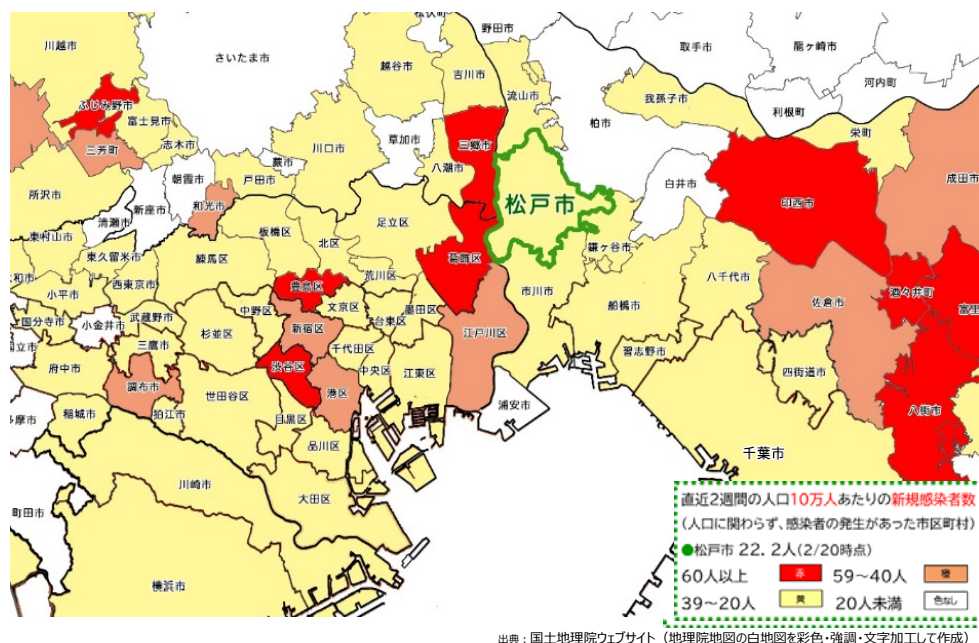 松伏町
野田市
取手市
龍ヶ崎市
川越市
さいたま市
越谷市
吉川市
流山市
河内町
ふじみ野市
富士見市
我孫子市
利根町
柏市
栄町
三芳町
志木市
川口市
草加市
三郷市
八潮市
蕨市
戸田市
朝霞市
白井市
成田市
所沢市
新座市
和光市
松戸市
印西市
清瀬市
足立区
東村山市
板橋区
北区
鎌ヶ谷市
東久留米市
練馬区
葛飾区
荒川区
八千代市
小平市
西東京市
豊島区
市川市
船橋市
佐倉市
酒々井町
富里
国分寺市
武蔵野市
中野区
文京区
台東区
墨田区
小金井市
杉並区
新宿区
江戸川区
国立市
三鷹市
千代田区
習志野市
府中市
渋谷区
中央区
江東区
四街道市
調布市
世田谷区
港区
浦安市
多摩市
稲城市
狛江市
目黒区
八街市
品川区
千葉市
川崎市
大田区
町田市
横浜市
直近2週間の人口10万人あたりの新規感染者数
(人口に関わらず、感染者の発生があった市区町村)
●松戸市 22.2人(2/20時点)
60人以上 赤 59～40人 橙
39～20人 黄 20人未満 色なし
出典：国土地理院ウェブサイト（地理院地図の白地図を彩色・強調・文字加工して作成）